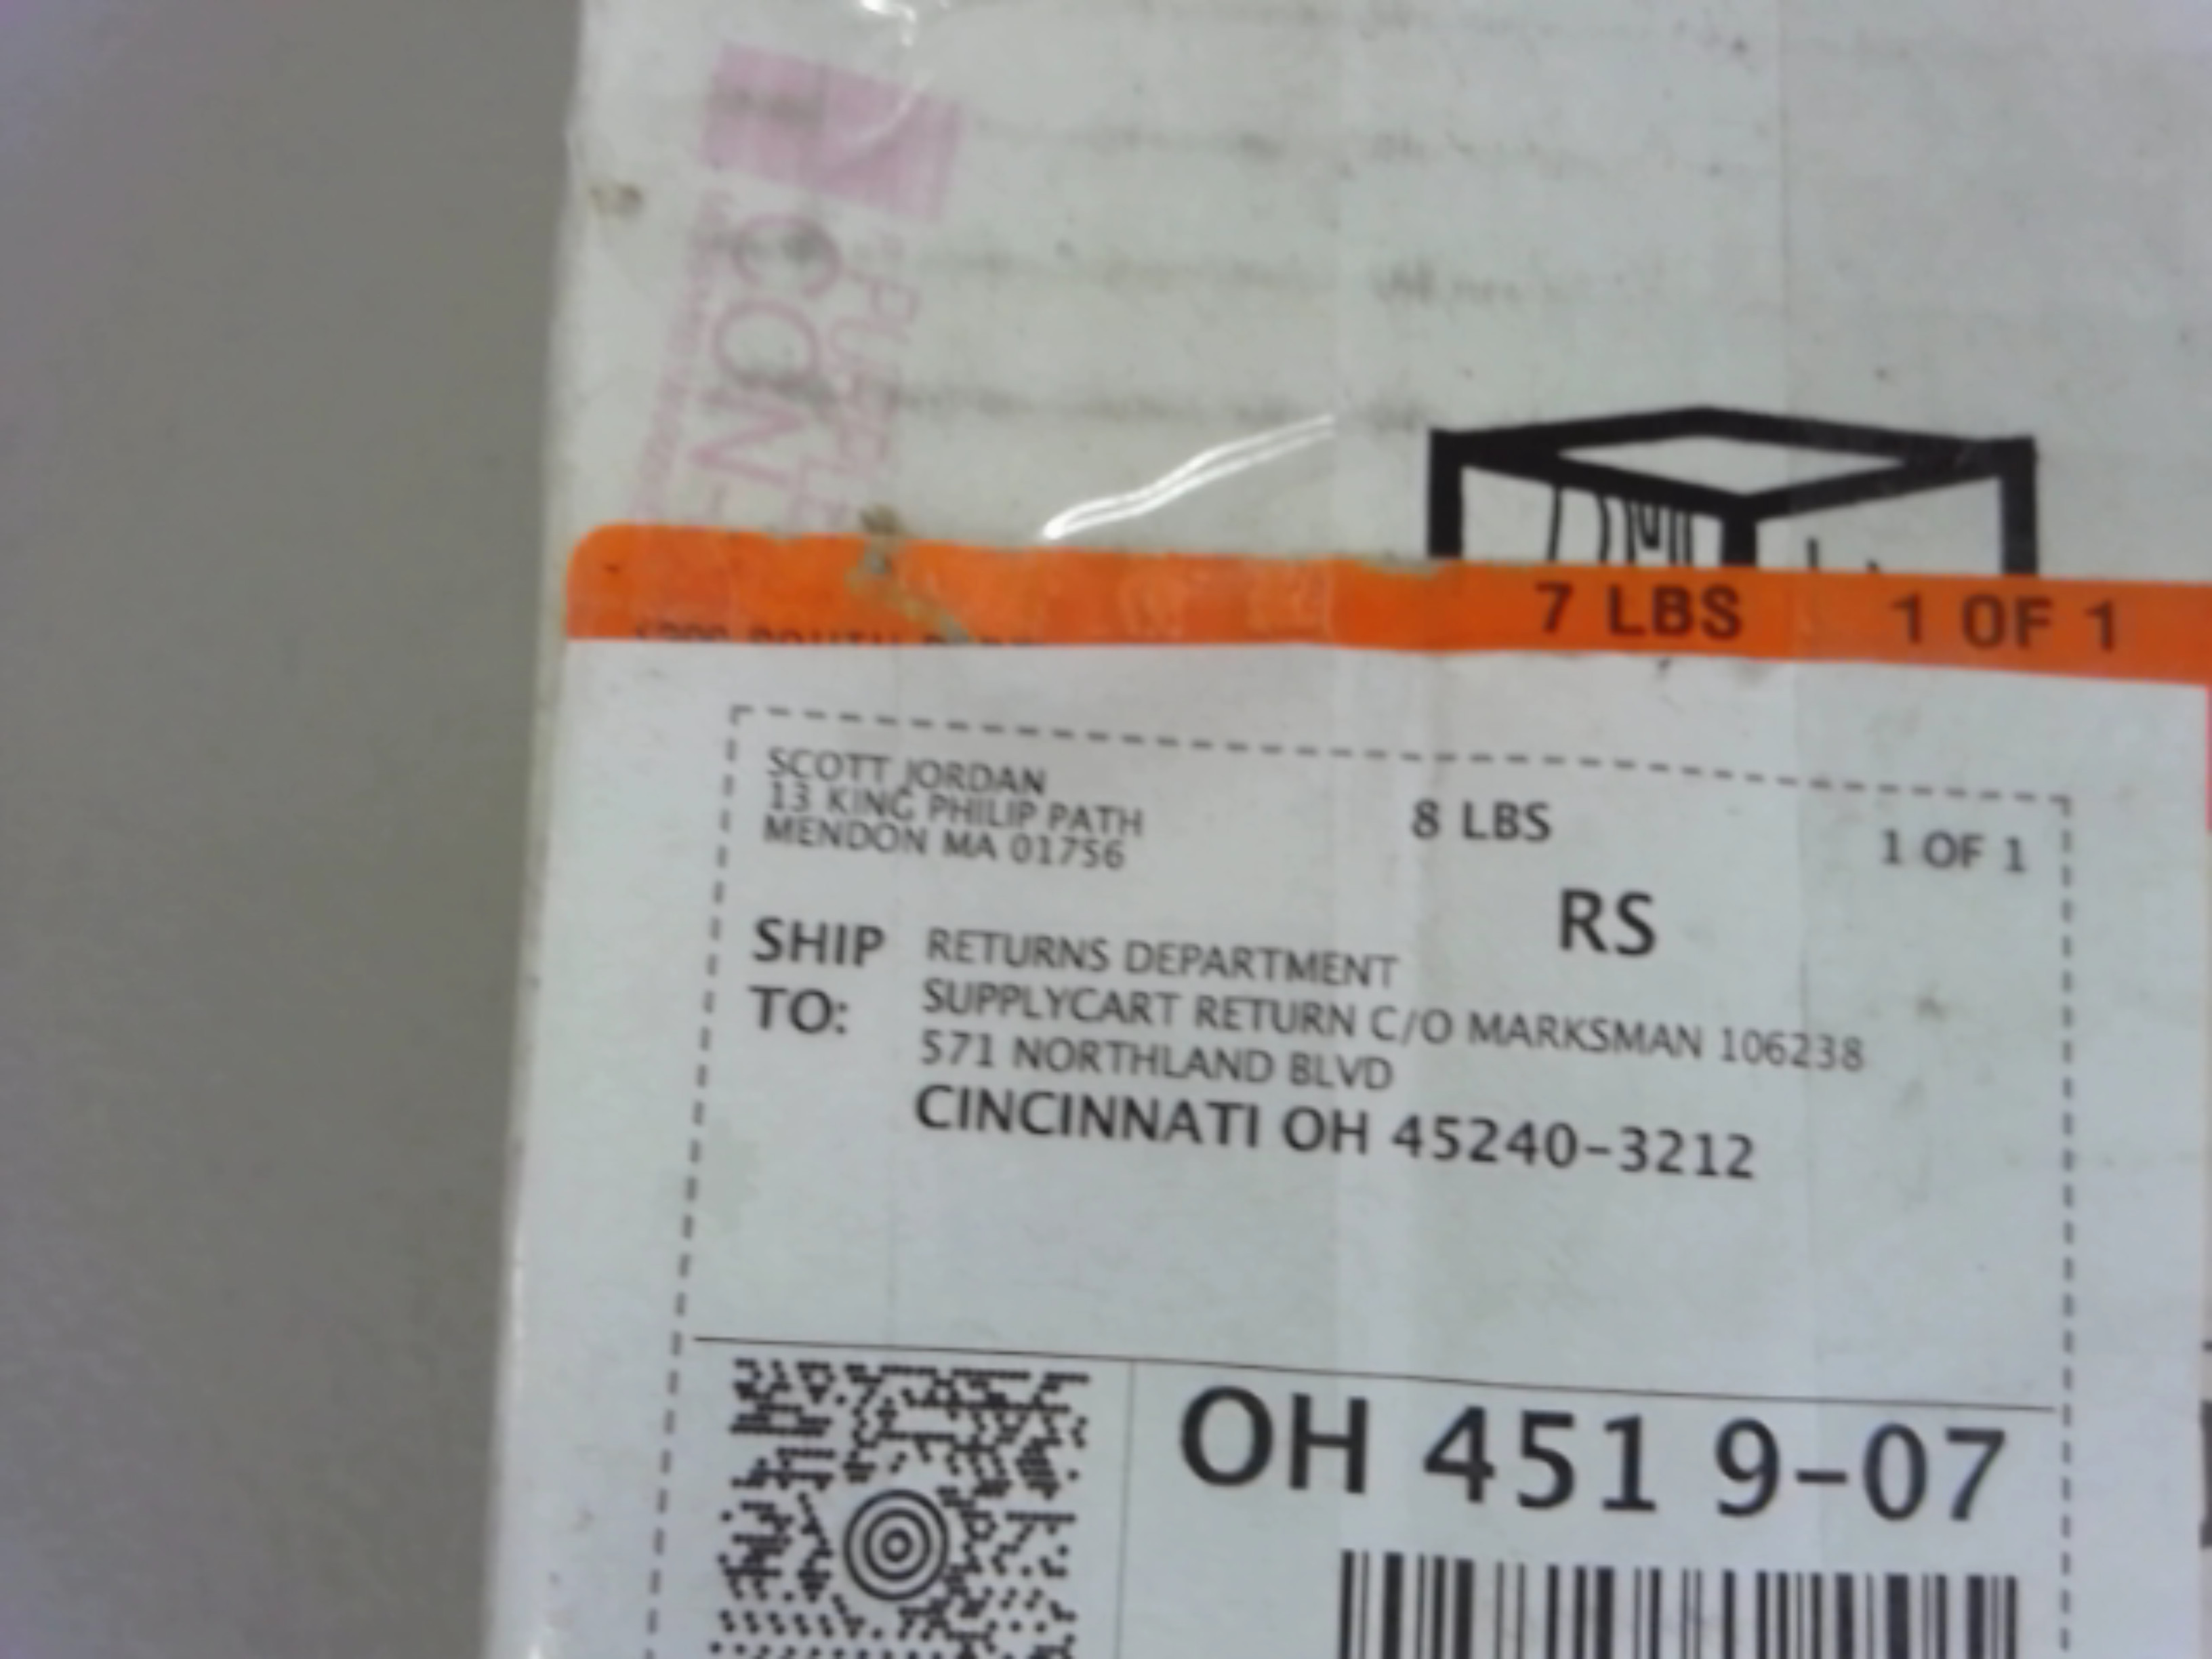 PURPLE
CON-
7 LBS 1 OF 1
SCOTT JORDAN
13 KING PHILIP PATH
MENDON MA 01756
8 LBS
1 OF 1
RS
SHIP TO:
RETURNS DEPARTMENT
SUPPLYCART RETURN C/O MARKSMAN 106238
571 NORTHLAND BLVD
CINCINNATI OH 45240-3212
OH 451 9-07